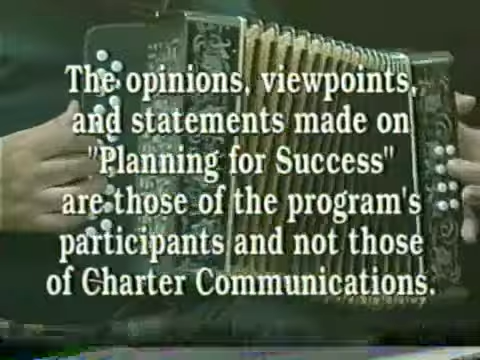 The opinions, viewpoints,
and statements made on
"Planning for Success"
are those of the program's
participants and not those
of Charter Communications.